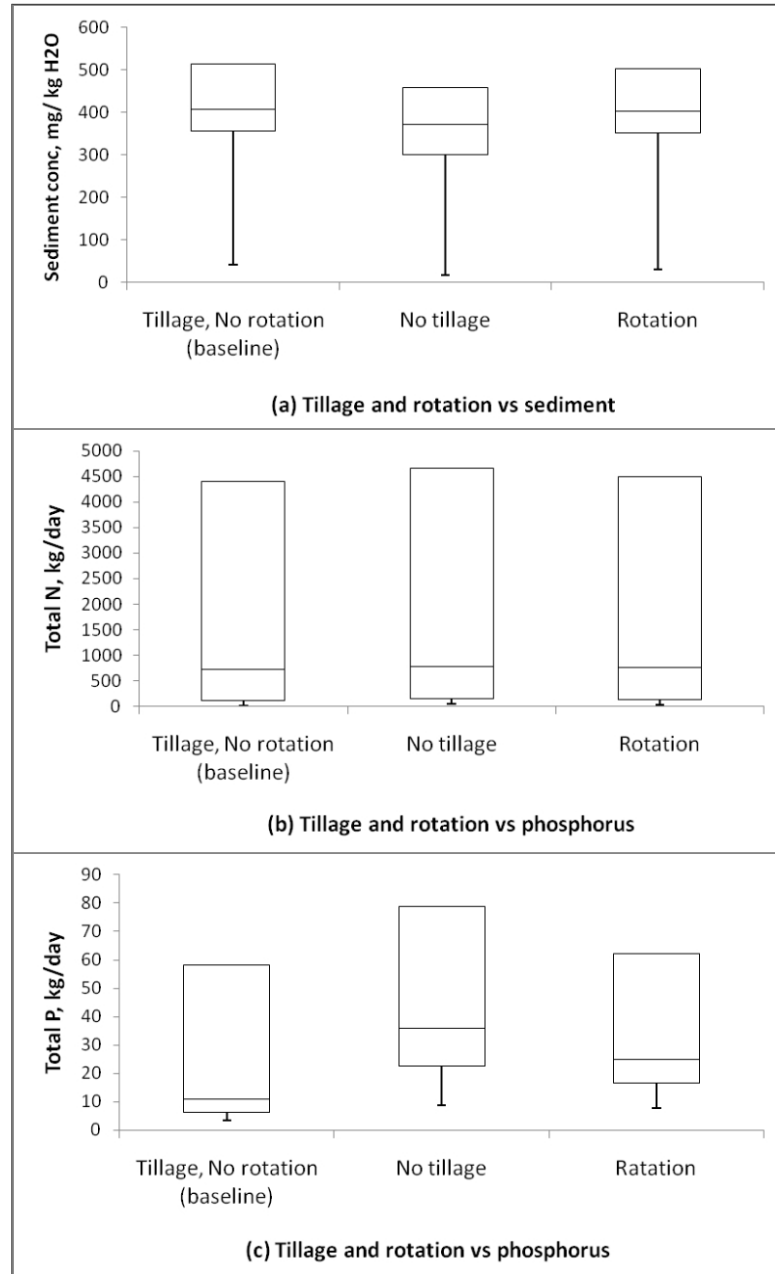 600
500
400
300
200
100
0
Sediment conc, mg/ kg H2O
Tillage, No rotation
(baseline)
No tillage
Rotation
(a) Tillage and rotation vs sediment
5000
4500
4000
3500
3000
2500
2000
1500
1000
500
0
Total N, kg/day
Tillage, No rotation
(baseline)
No tillage
Rotation
(b) Tillage and rotation vs phosphorus
90
80
70
60
50
40
30
20
10
0
Total P, kg/day
Tillage, No rotation
(baseline)
No tillage
Ratation
(c) Tillage and rotation vs phosphorus